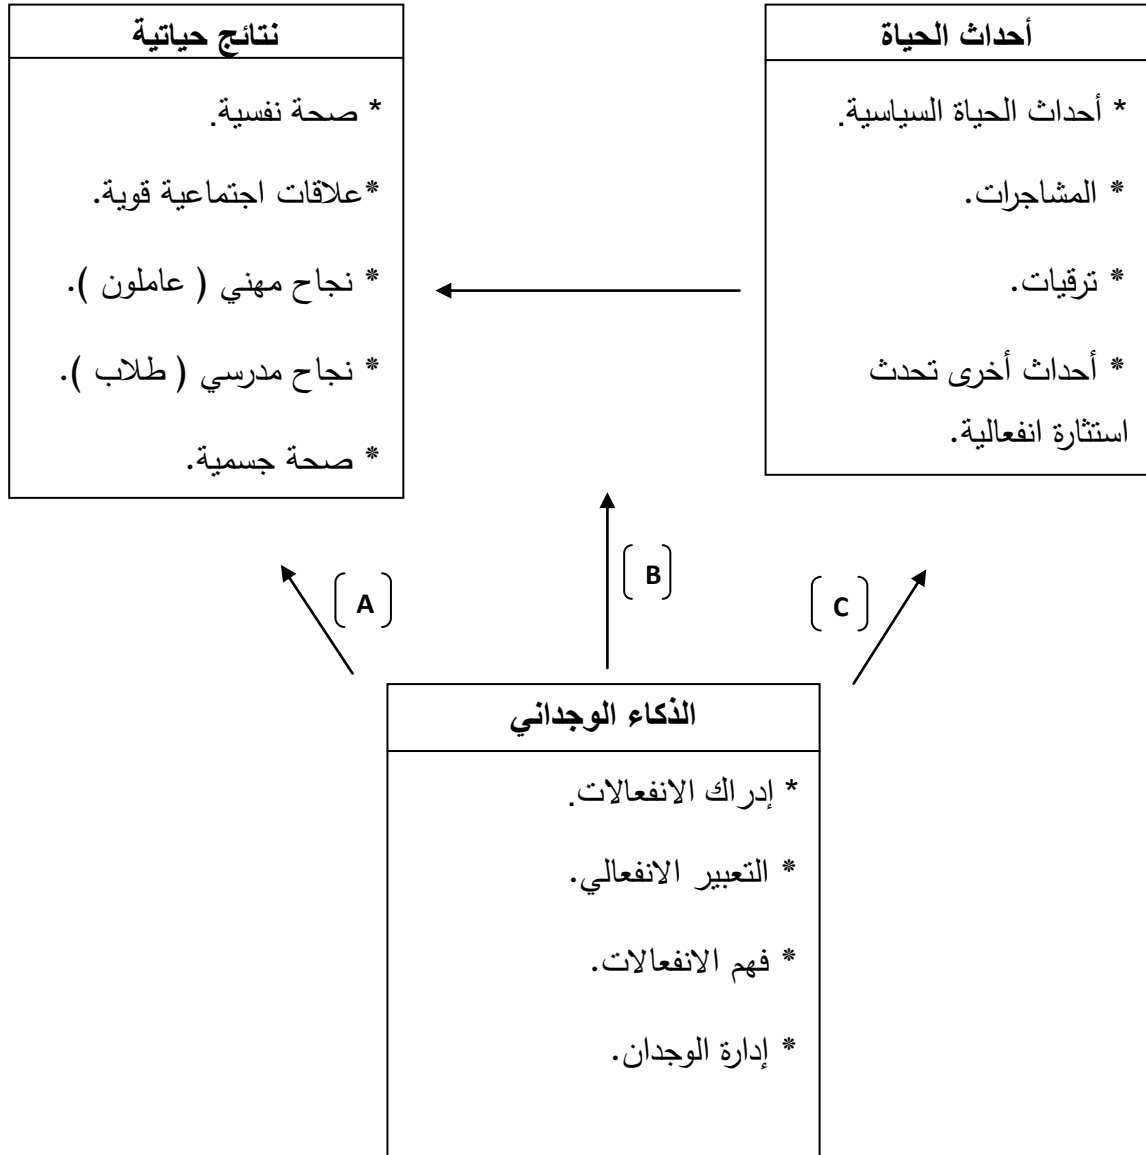 أحداث الحياة
* أحداث الحياة السياسية.
* المشاجرات.
* ترقيات.
* أحداث أخرى تحدث
استثارة انفعالية.
نتائج حياتية
* صحة نفسية.
*علاقات اجتماعية قوية.
* نجاح مهني ( عاملون ).
* نجاح مدرسي ( طلاب ).
* صحة جسمية.
C
B
A
الذكاء الوجداني
* إدراك الانفعالات.
* التعبير الانفعالي.
* فهم الانفعالات.
* إدارة الوجدان.